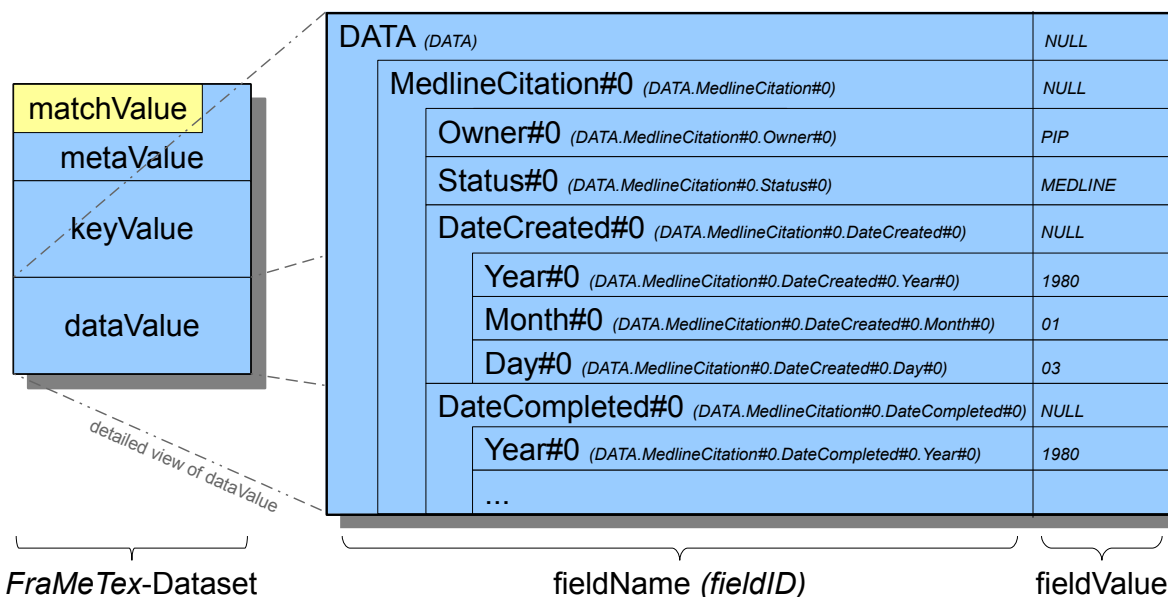 matchValue
metaValue
keyValue
dataValue
detailed view of dataValue
FraMeTex-Dataset
DATA (DATA) NULL
MedlineCitation#0 (DATA.MedlineCitation#0) NULL
Owner#0 (DATA.MedlineCitation#0.Owner#0) PIP
Status#0 (DATA.MedlineCitation#0.Status#0) MEDLINE
DateCreated#0 (DATA.MedlineCitation#0.DateCreated#0) NULL
Year#0 (DATA.MedlineCitation#0.DateCreated#0.Year#0) 1980
Month#0 (DATA.MedlineCitation#0.DateCreated#0.Month#0) 01
Day#0 (DATA.MedlineCitation#0.DateCreated#0.Day#0) 03
DateCompleted#0 (DATA.MedlineCitation#0.DateCompleted#0) NULL
Year#0 (DATA.MedlineCitation#0.DateCompleted#0.Year#0) 1980
...
fieldName (fieldID) fieldValue